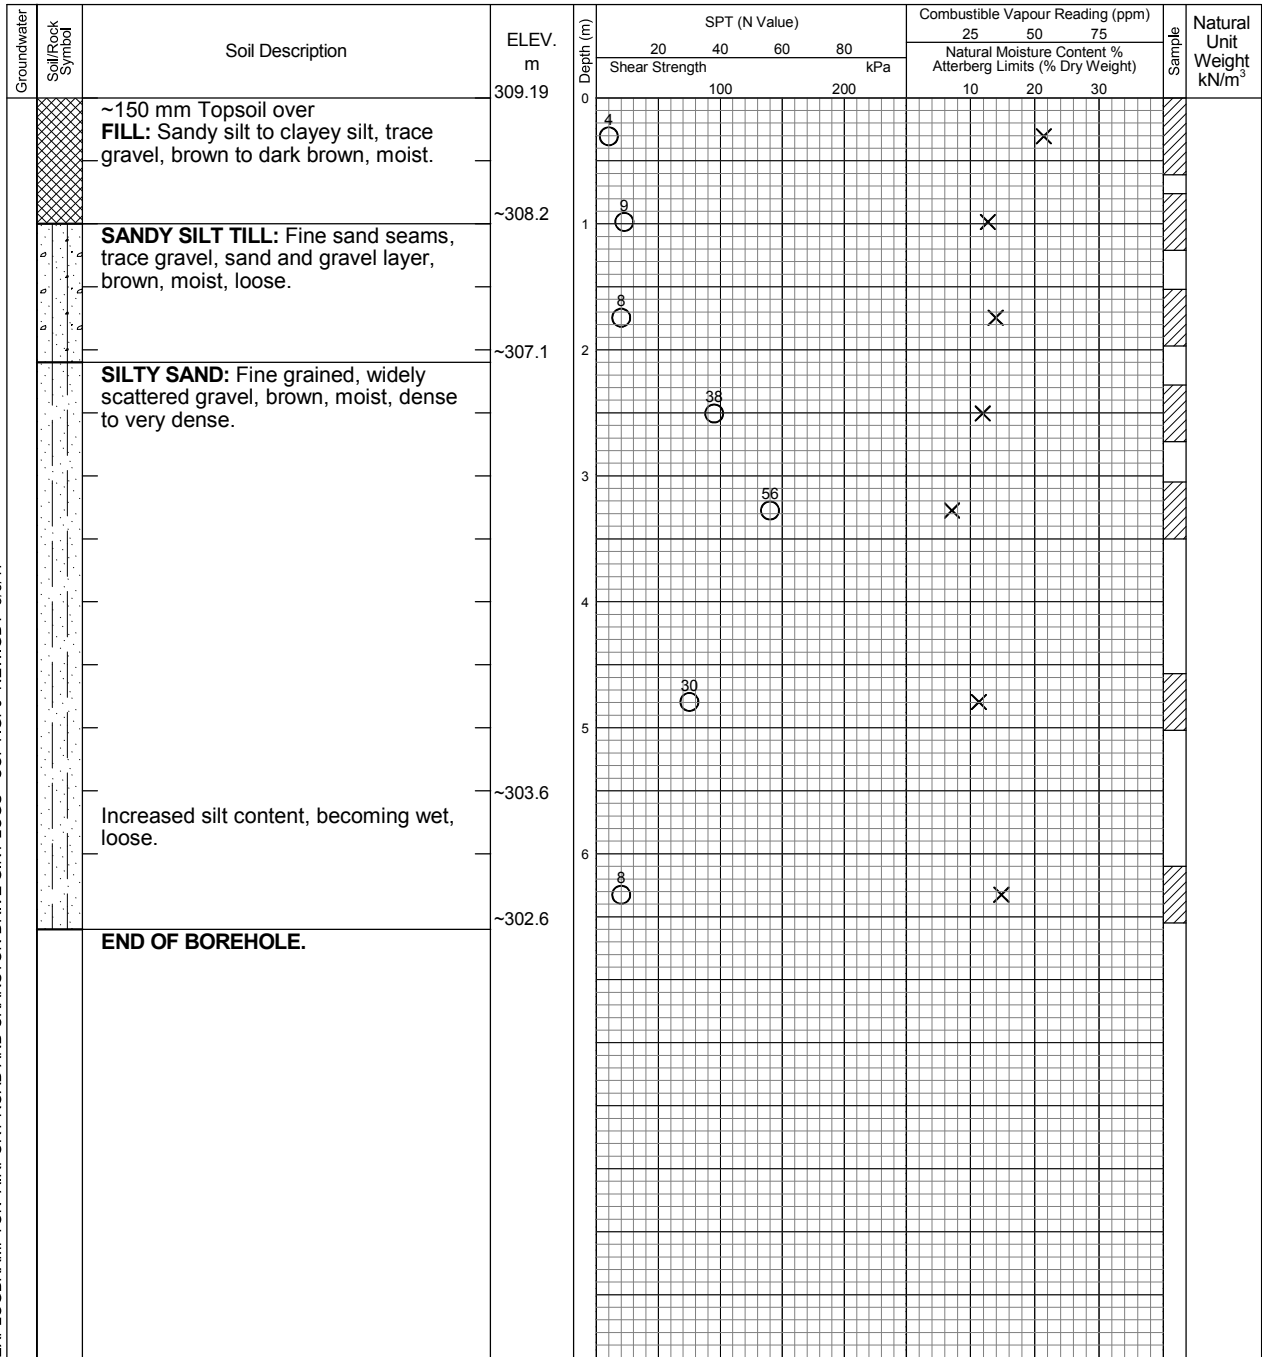 Groundwater
Soil/Rock
Symbol
Soil Description
ELEV.
m
309.19
Depth (m)
SPT (N Value)
20 40 60 80
Shear Strength kPa
100 200
Combustible Vapour Reading (ppm)
25 50 75
Natural Moisture Content %
Atterberg Limits (% Dry Weight)
10 20 30
Sample
Natural
Unit
Weight
kN/m³
0
~150 mm Topsoil over
FILL: Sandy silt to clayey silt, trace
gravel, brown to dark brown, moist.
4
~308.2
9
1
SANDY SILT TILL: Fine sand seams,
trace gravel, sand and gravel layer,
brown, moist, loose.
8
~307.1
2
SILTY SAND: Fine grained, widely
scattered gravel, brown, moist, dense
to very dense.
38
3
56
4
30
5
~303.6
Increased silt content, becoming wet,
loose.
6
8
~302.6
END OF BOREHOLE.